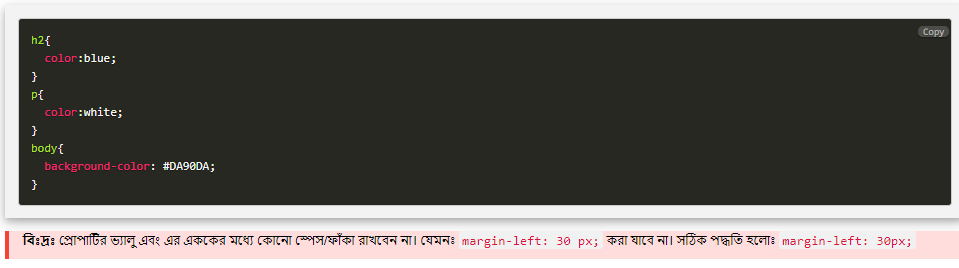 Copy
h2{
  color:blue;
}
p{
  color:white;
}
body{
  background-color: #DA90DA;
}
বিঃদ্রঃ প্রোপার্টির ভ্যালু এবং এর এককের মধ্যে কোনো স্পেস/ফাঁকা রাখবেন না। যেমনঃ margin-left: 30 px; করা যাবে না। সঠিক পদ্ধতি হলোঃ margin-left: 30px;